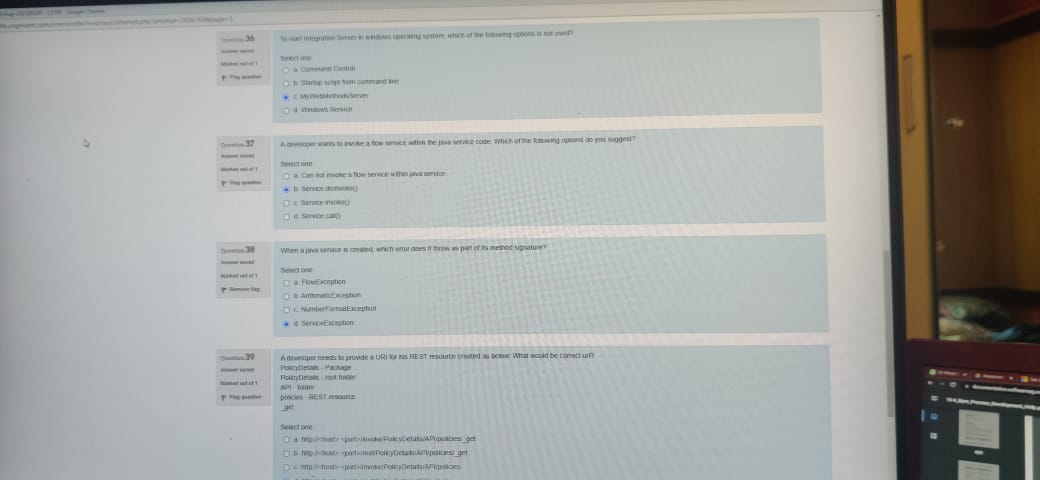 Google Chrome
Question 36
To start Integration Server in windows operating system, which of the following options is not used?
Answer saved
Marked out of 1
Flag question
Select one
a. Command Central
b. Startup script from command line
c. MyWebMethodsServer
d. Windows Service
Question 37
A developer wants to invoke a flow service within the java service code. Which of the following options do you suggest?
Answer saved
Marked out of 1
Flag question
Select one
a. Can not invoke a flow service within java service
b. Service.doInvoke()
c. Service.invoke()
d. Service.call()
Question 38
When a java service is created, which error does it throw as part of its method signature?
Answer saved
Marked out of 1
Remove flag
Select one
a. FlowException
b. ArithmaticException
c. NumberFormatException
d. ServiceException
Question 39
A developer needs to provide a URI for his REST resource created as below. What would be correct url?
Answer saved
Marked out of 1
Flag question
PolicyDetails - Package
PolicyDetails - root folder
API - folder
policies - REST resource
_get
Select one
a. http://<host>:<port>/invoke/PolicyDetails/API/policies/_get
b. http://<host>:<port>/rest/PolicyDetails/API/policies/_get
c. http://<host>:<port>/invoke/PolicyDetails/API/policies